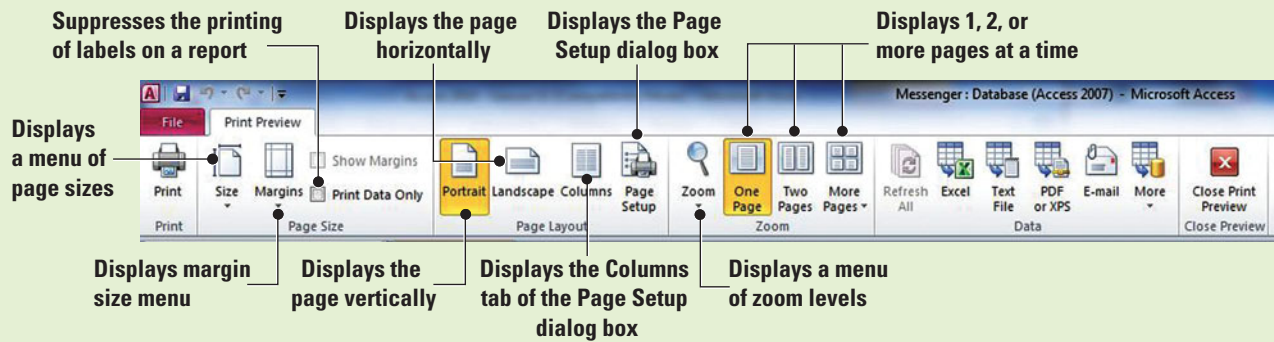 Suppresses the printing
of labels on a report
Displays the page
horizontally
Displays the Page
Setup dialog box
Displays 1, 2, or
more pages at a time
Displays
a menu of
page sizes
A
Messenger : Database (Access 2007) - Microsoft Access
File
Print Preview
Print
Size
Margins
Show Margins
Print Data Only
Portrait
Landscape
Columns
Page
Setup
Zoom
One
Page
Two
Pages
More
Pages
Refresh
All
Excel
Text
File
PDF
or XPS
E-mail
More
Close Print
Preview
Print
Page Size
Page Layout
Zoom
Data
Close Preview
Displays margin
size menu
Displays the
page vertically
Displays the Columns
tab of the Page Setup
dialog box
Displays a menu
of zoom levels